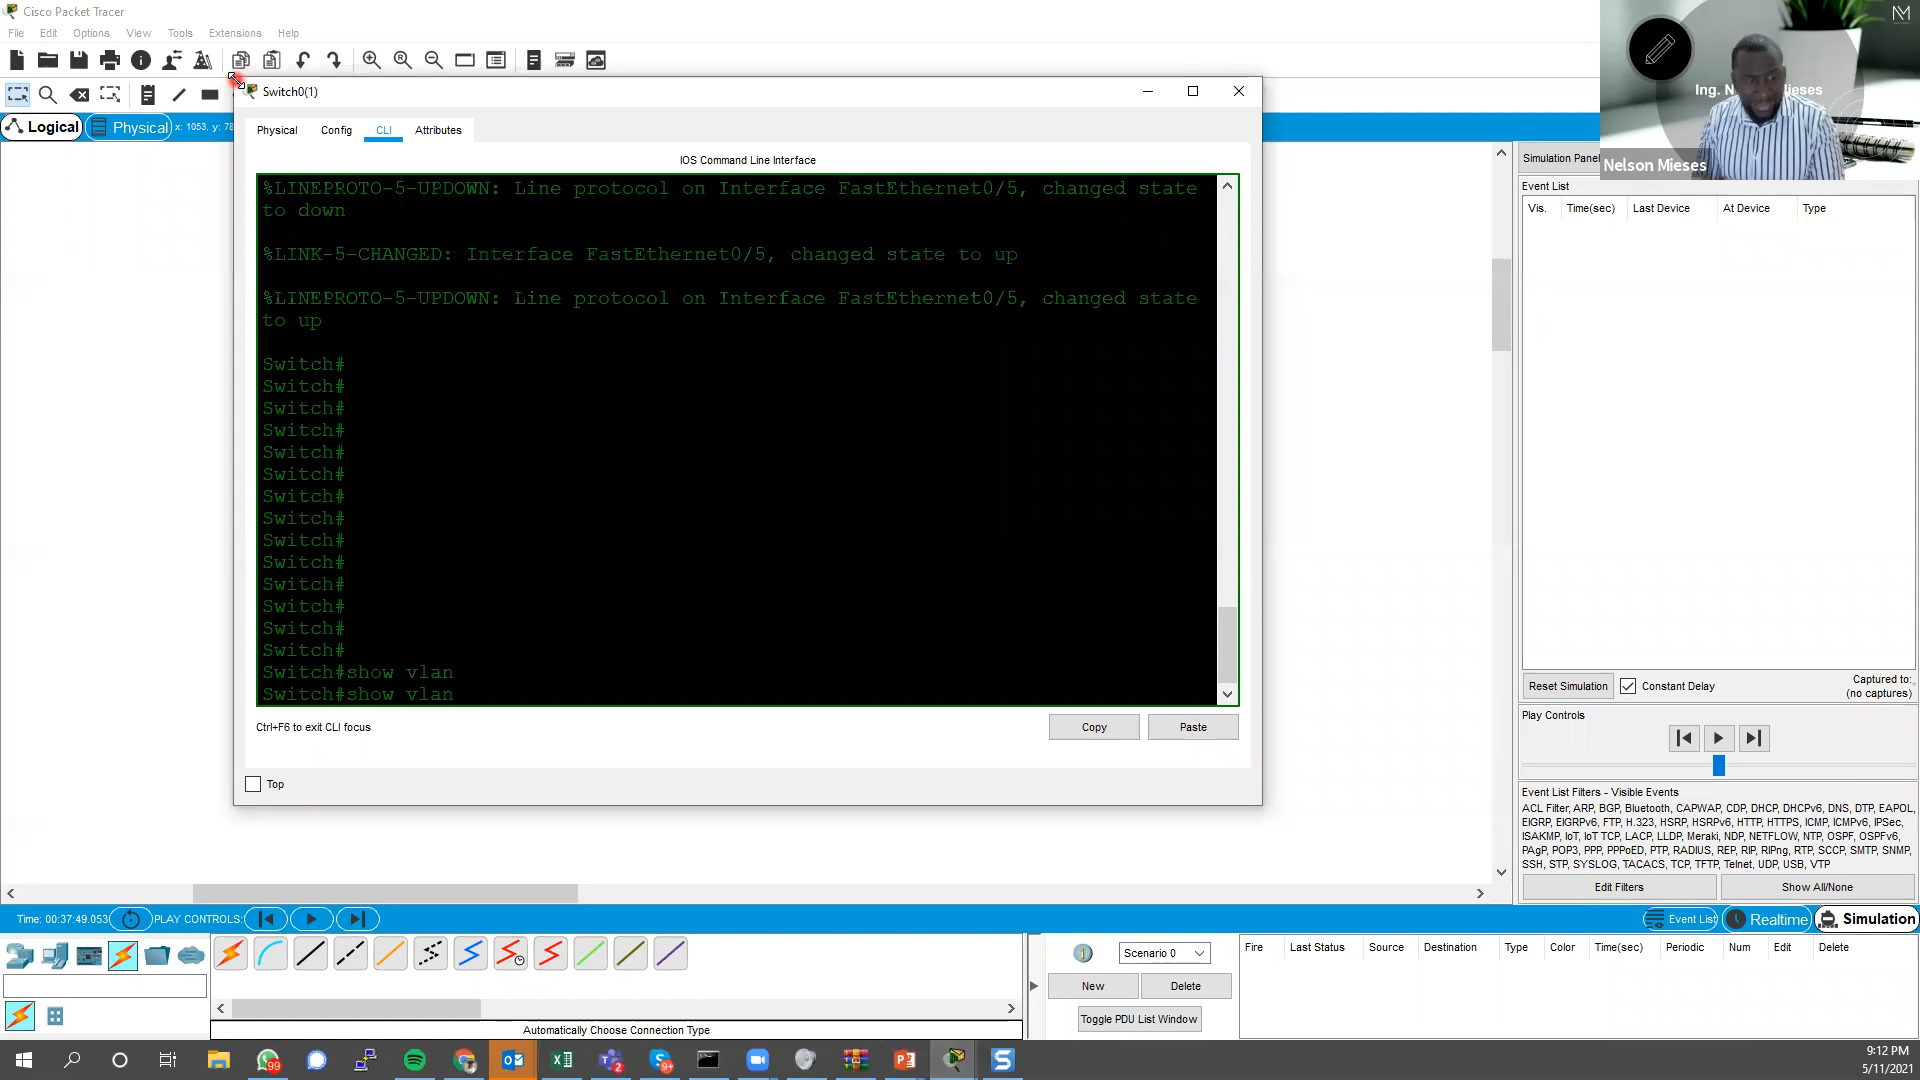 Cisco Packet Tracer
File Edit Options View Tools Extensions Help
Switch0(1)
Logical Physical x: 1053, y: 78
Physical Config CLI Attributes
IOS Command Line Interface
%LINEPROTO-5-UPDOWN: Line protocol on Interface FastEthernet0/5, changed state
to down
%LINK-5-CHANGED: Interface FastEthernet0/5, changed state to up
%LINEPROTO-5-UPDOWN: Line protocol on Interface FastEthernet0/5, changed state
to up
Switch#
Switch#
Switch#
Switch#
Switch#
Switch#
Switch#
Switch#
Switch#
Switch#
Switch#
Switch#
Switch#
Switch#
Switch#show vlan
Switch#show vlan
Ctrl+F6 to exit CLI focus
Copy Paste
Top
Ing. N ieses
Nelson Mieses
Simulation Panel
Event List
Vis. Time(sec) Last Device At Device Type
Reset Simulation Constant Delay
Captured to:
(no captures)
Play Controls
Event List Filters - Visible Events
ACL Filter, ARP, BGP, Bluetooth, CAPWAP, CDP, DHCP, DHCPv6, DNS, DTP, EAPOL,
EIGRP, EIGRPv6, FTP, H.323, HSRP, HSRPv6, HTTP, HTTPS, ICMP, ICMPv6, IPSec,
ISAKMP, IoT, IoT TCP, LACP, LLDP, Meraki, NDP, NETFLOW, NTP, OSPF, OSPFv6,
PAgP, POP3, PPP, PPPoED, PTP, RADIUS, REP, RIP, RIPng, RTP, SCCP, SMTP, SNMP,
SSH, STP, SYSLOG, TACACS, TCP, TFTP, Telnet, UDP, USB, VTP
Edit Filters Show All/None
Time: 00:37:49.053 PLAY CONTROLS: Event List Realtime Simulation
Scenario 0
New Delete
Toggle PDU List Window
Fire Last Status Source Destination Type Color Time(sec) Periodic Num Edit Delete
Automatically Choose Connection Type
99 2 9+
9:12 PM
5/11/2021